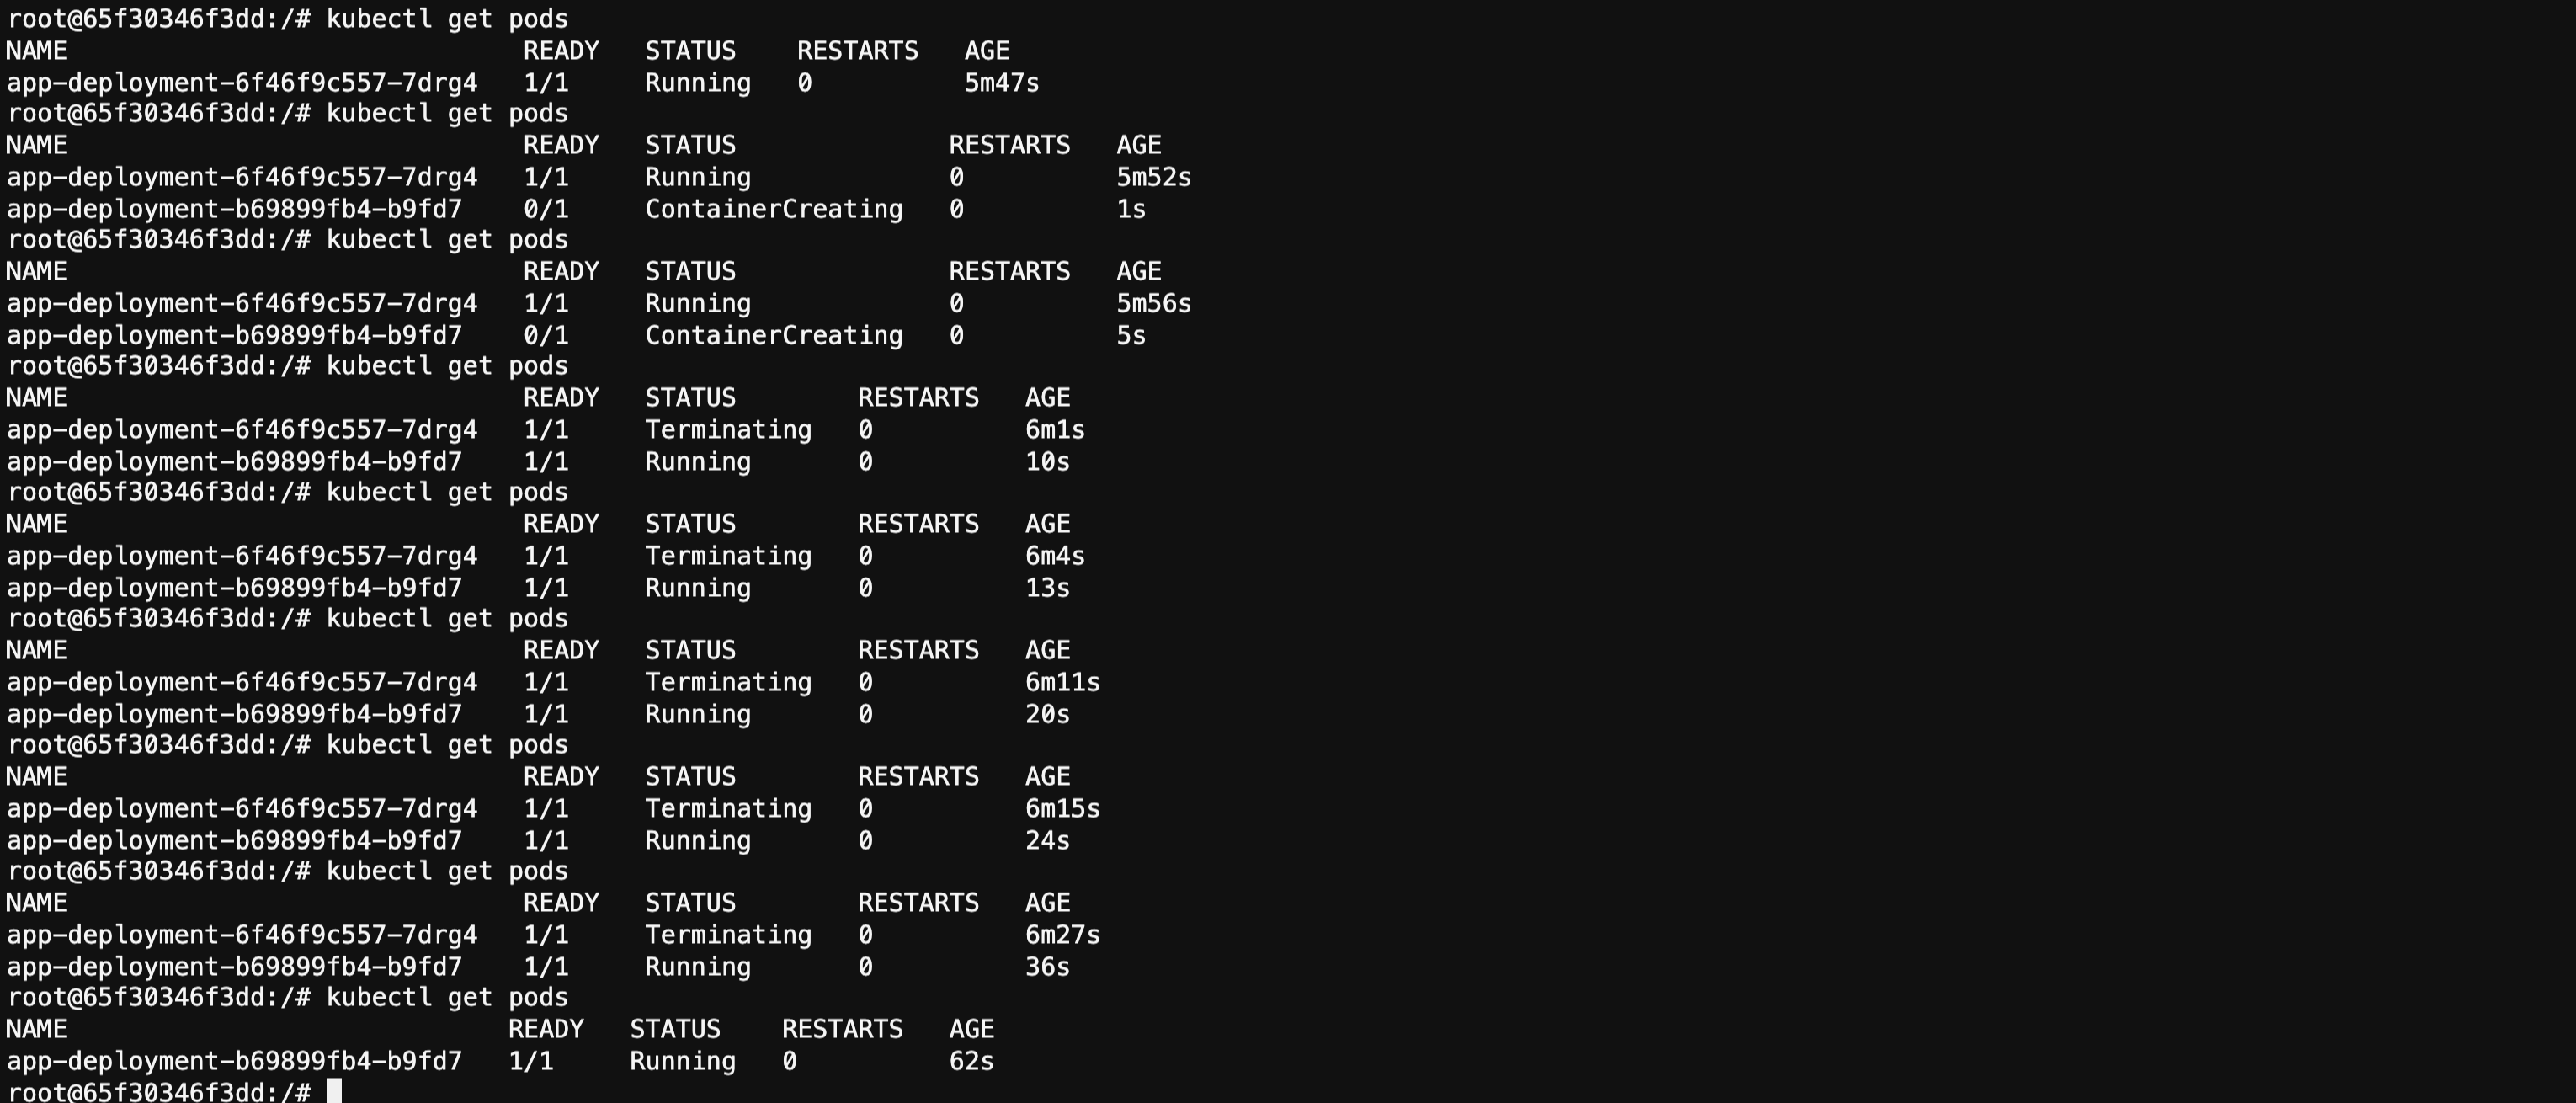 root@65f30346f3dd:/# kubectl get pods
NAME                              READY   STATUS    RESTARTS   AGE
app-deployment-6f46f9c557-7drg4   1/1     Running   0          5m47s
root@65f30346f3dd:/# kubectl get pods
NAME                              READY   STATUS              RESTARTS   AGE
app-deployment-6f46f9c557-7drg4   1/1     Running             0          5m52s
app-deployment-b69899fb4-b9fd7    0/1     ContainerCreating   0          1s
root@65f30346f3dd:/# kubectl get pods
NAME                              READY   STATUS              RESTARTS   AGE
app-deployment-6f46f9c557-7drg4   1/1     Running             0          5m56s
app-deployment-b69899fb4-b9fd7    0/1     ContainerCreating   0          5s
root@65f30346f3dd:/# kubectl get pods
NAME                              READY   STATUS        RESTARTS   AGE
app-deployment-6f46f9c557-7drg4   1/1     Terminating   0          6m1s
app-deployment-b69899fb4-b9fd7    1/1     Running       0          10s
root@65f30346f3dd:/# kubectl get pods
NAME                              READY   STATUS        RESTARTS   AGE
app-deployment-6f46f9c557-7drg4   1/1     Terminating   0          6m4s
app-deployment-b69899fb4-b9fd7    1/1     Running       0          13s
root@65f30346f3dd:/# kubectl get pods
NAME                              READY   STATUS        RESTARTS   AGE
app-deployment-6f46f9c557-7drg4   1/1     Terminating   0          6m11s
app-deployment-b69899fb4-b9fd7    1/1     Running       0          20s
root@65f30346f3dd:/# kubectl get pods
NAME                              READY   STATUS        RESTARTS   AGE
app-deployment-6f46f9c557-7drg4   1/1     Terminating   0          6m15s
app-deployment-b69899fb4-b9fd7    1/1     Running       0          24s
root@65f30346f3dd:/# kubectl get pods
NAME                              READY   STATUS        RESTARTS   AGE
app-deployment-6f46f9c557-7drg4   1/1     Terminating   0          6m27s
app-deployment-b69899fb4-b9fd7    1/1     Running       0          36s
root@65f30346f3dd:/# kubectl get pods
NAME                             READY   STATUS    RESTARTS   AGE
app-deployment-b69899fb4-b9fd7   1/1     Running   0          62s
root@65f30346f3dd:/#